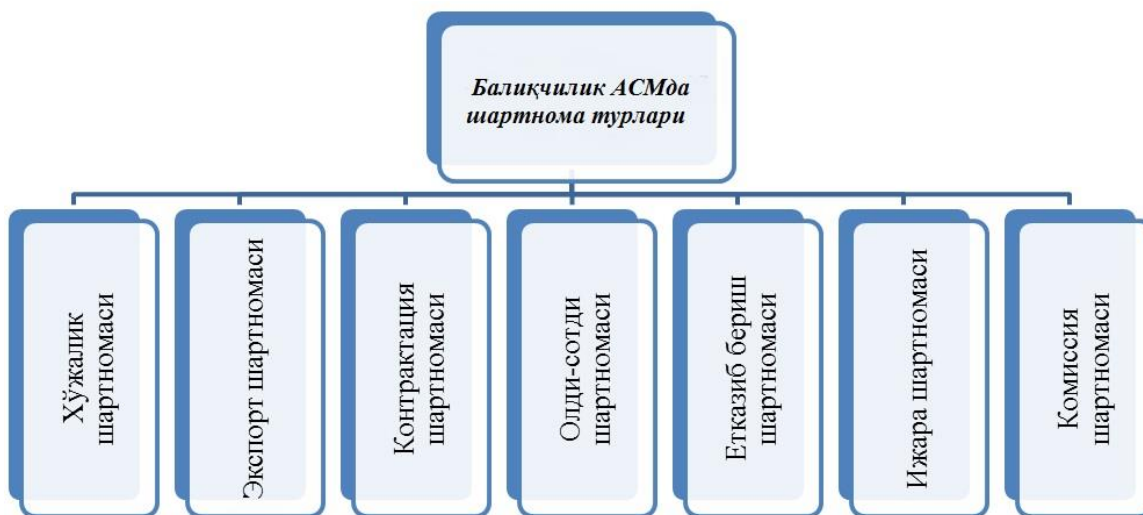 Балиқчилик АСМда
шартнома турлари
Хўжалик
шартномаси
Экспорт шартномаси
Контрактация
шартномаси
Олди-сотди
шартномаси
Етказиб бериш
шартномаси
Ижара шартномаси
Комиссия
шартномаси